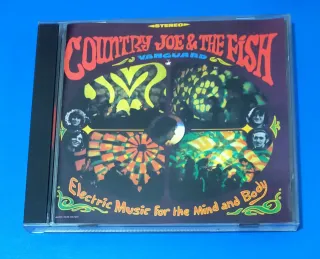 STEREO
COUNTRY JOE & THE FISH
VANGUARD
Electric Music for the Mind and Body